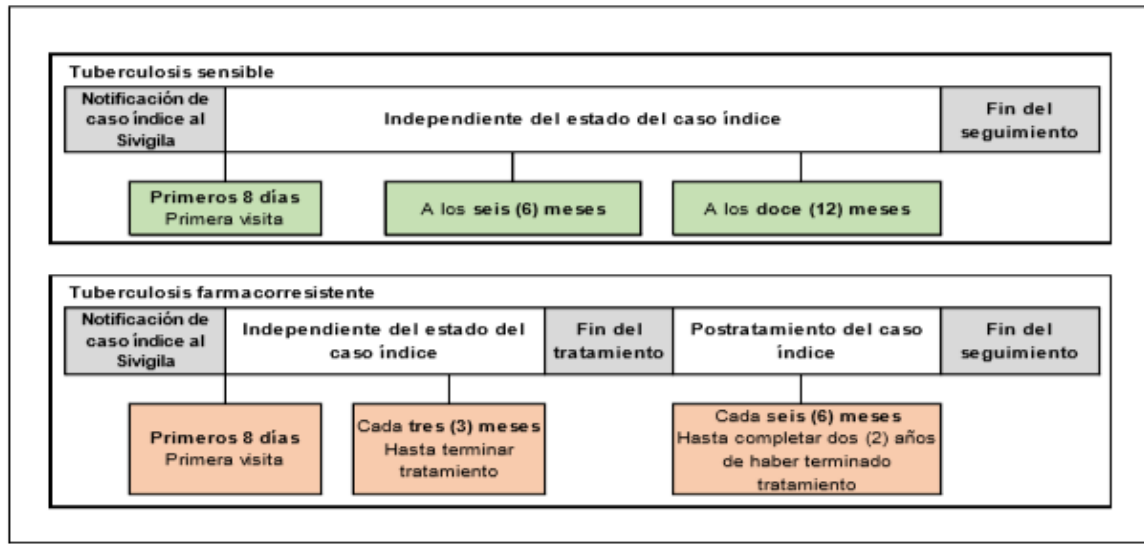 Tuberculosis sensible
Notificación de
caso índice al
Sivigila
Independiente del estado del caso índice
Fin del
seguimiento
Primeros 8 días
Primera visita
A los seis (6) meses
A los doce (12) meses
Tuberculosis farmacorresistente
Notificación de
caso índice al
Sivigila
Independiente del estado del
caso índice
Fin del
tratamiento
Postratamiento del caso
índice
Fin del
seguimiento
Primeros 8 días
Primera visita
Cada tres (3) meses
Hasta terminar
tratamiento
Cada seis (6) meses
Hasta completar dos (2) años
de haber terminado
tratamiento